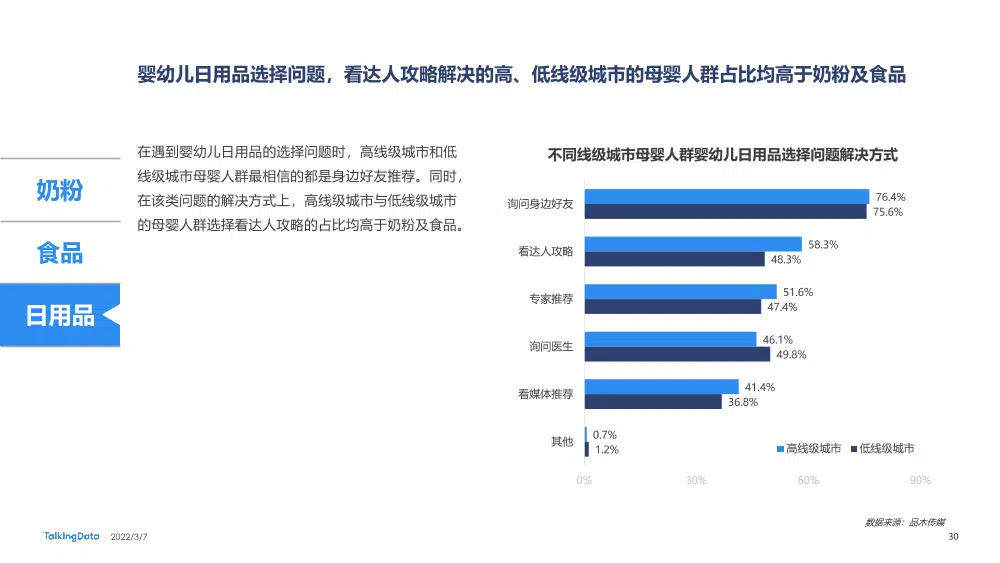 婴幼儿日用品选择问题，看达人攻略解决的高、低线级城市的母婴人群占比均高于奶粉及食品
奶粉
食品
日用品
在遇到婴幼儿日用品的选择问题时，高线级城市和低
线级城市母婴人群最相信的都是身边好友推荐。同时，
在该类问题的解决方式上，高线级城市与低线级城市
的母婴人群选择看达人攻略的占比均高于奶粉及食品。
不同线级城市母婴人群婴幼儿日用品选择问题解决方式
询问身边好友 76.4%
75.6%
看达人攻略 58.3%
48.3%
专家推荐 51.6%
47.4%
询问医生 46.1%
49.8%
看媒体推荐 41.4%
36.8%
其他 0.7%
1.2%
高线级城市 低线级城市
0% 30% 60% 90%
数据来源：品木传媒
TalkingData 2022/3/7
30